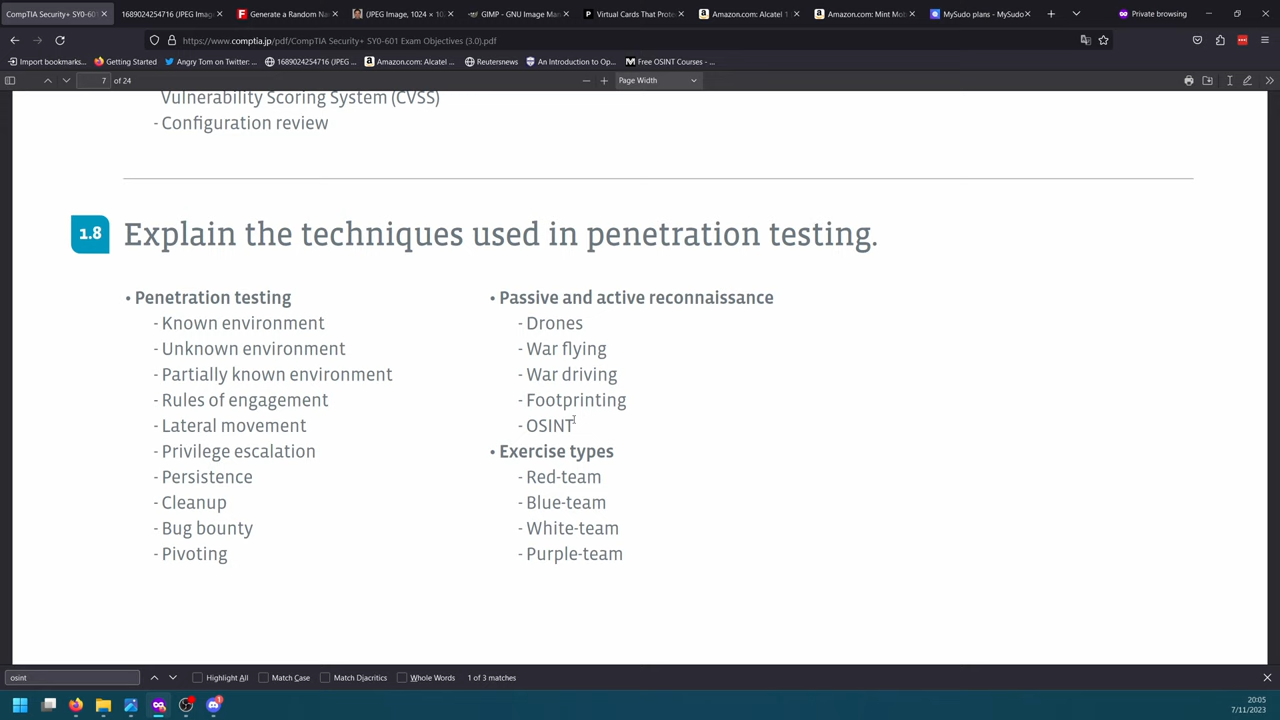 CompTIA Security+ SY0-601 E
1689024254716 (JPEG Imag
Generate a Random Na
(JPEG Image, 1024 × 10
GIMP - GNU Image Man
Virtual Cards That Prote
Amazon.com: Alcatel 1
Amazon.com: Mint Mob
MySudo plans - MySudo
Private browsing
https://www.comptia.jp/pdf/CompTIA Security+ SY0-601 Exam Objectives (3.0).pdf
Import bookmarks...
Getting Started
Angry Tom on Twitter: ...
1689024254716 (JPEG ...
Amazon.com: Alcatel ...
Reutersnews
An Introduction to Op...
Free OSINT Courses - ...
7 of 24
Page Width
Vulnerability Scoring System (CVSS)
- Configuration review
1.8 Explain the techniques used in penetration testing.
• Penetration testing
- Known environment
- Unknown environment
- Partially known environment
- Rules of engagement
- Lateral movement
- Privilege escalation
- Persistence
- Cleanup
- Bug bounty
- Pivoting
• Passive and active reconnaissance
- Drones
- War flying
- War driving
- Footprinting
- OSINT
• Exercise types
- Red-team
- Blue-team
- White-team
- Purple-team
osint
Highlight All
Match Case
Match Diacritics
Whole Words
1 of 3 matches
20:05
7/11/2023